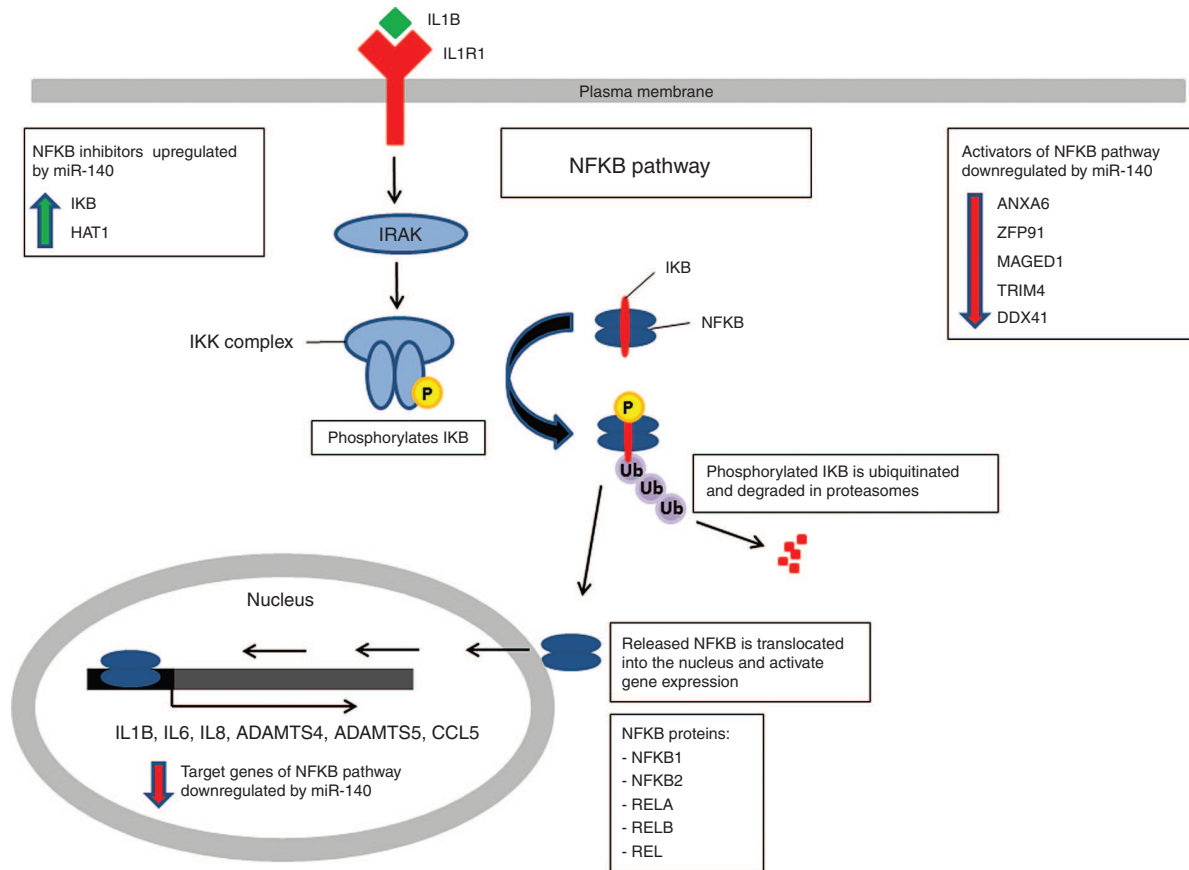 IL1B
IL1R1
Plasma membrane
NFKB inhibitors upregulated
by miR-140
IKB
HAT1
NFKB pathway
Activators of NFKB pathway
downregulated by miR-140
ANXA6
ZFP91
MAGED1
TRIM4
DDX41
IRAK
IKK complex
P
Phosphorylates IKB
IKB
NFKB
P
Ub
Ub
Ub
Phosphorylated IKB is ubiquitinated
and degraded in proteasomes
Nucleus
IL1B, IL6, IL8, ADAMTS4, ADAMTS5, CCL5
Target genes of NFKB pathway
downregulated by miR-140
Released NFKB is translocated
into the nucleus and activate
gene expression
NFKB proteins:
- NFKB1
- NFKB2
- RELA
- RELB
- REL